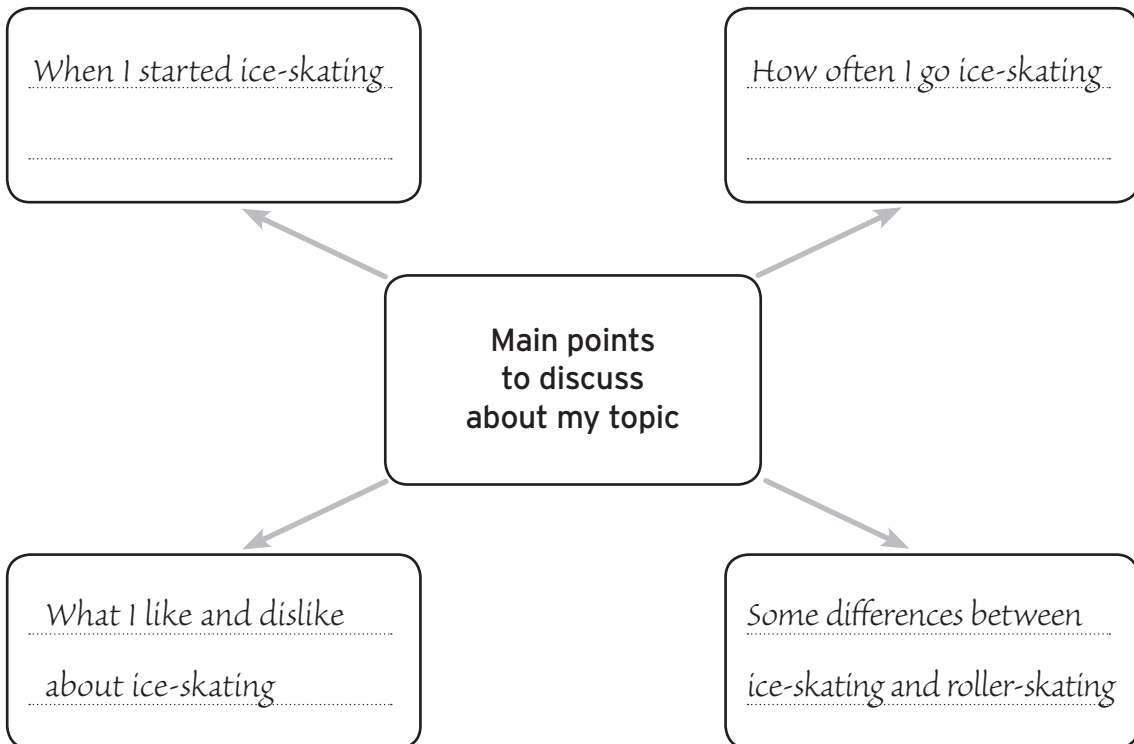 When I started ice-skating
How often I go ice-skating
Main points
to discuss
about my topic
What I like and dislike
about ice-skating
Some differences between
ice-skating and roller-skating